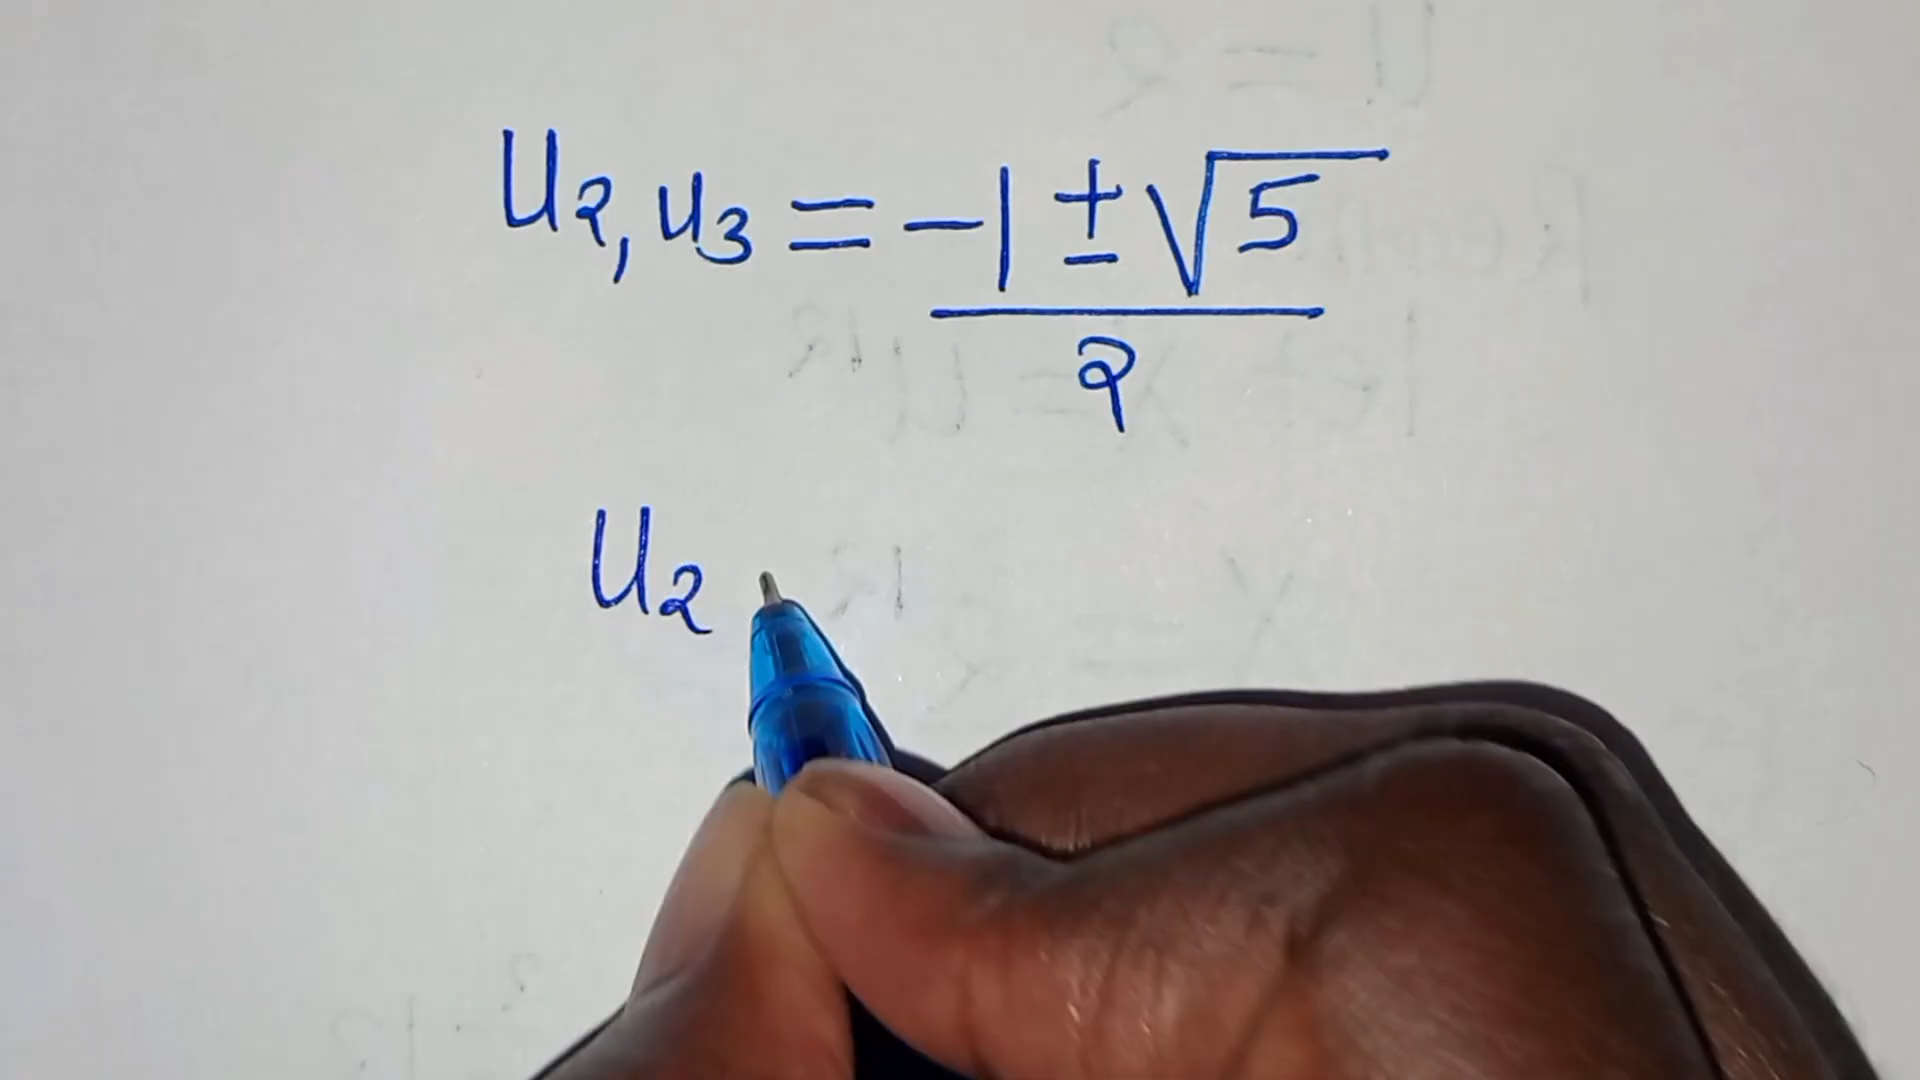 U₂, u₃ = (-1 ± √5) / 2
U₂